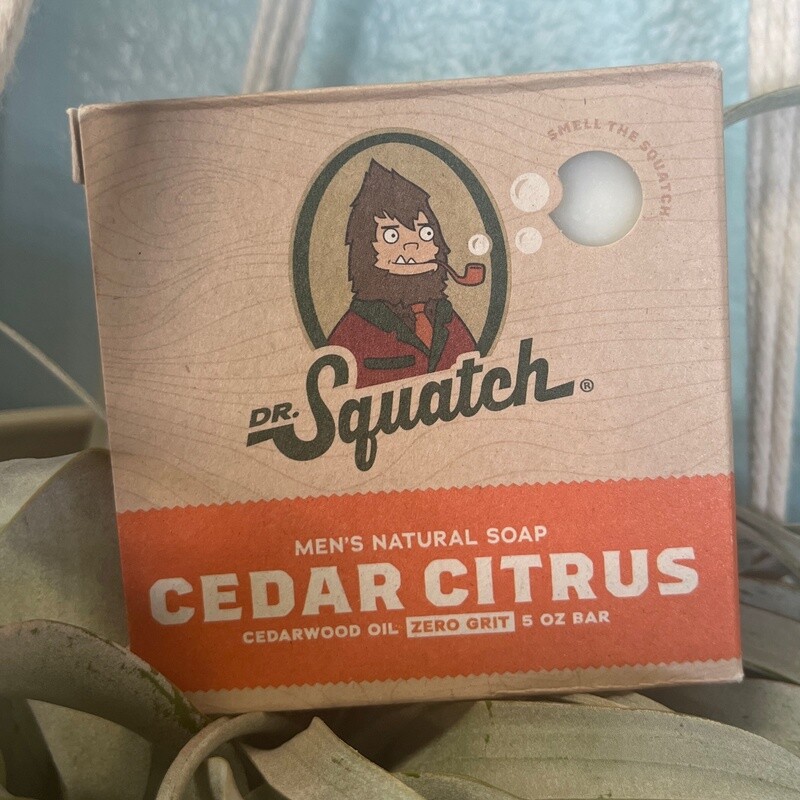 SMELL THE SQUATCH
DR. Squatch®
MEN'S NATURAL SOAP
CEDAR CITRUS
CEDARWOOD OIL ZERO GRIT 5 OZ BAR